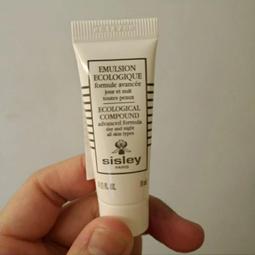 EMULSION
ECOLOGIQUE
formule avancée
jour et nuit
toutes peaux
ECOLOGICAL
COMPOUND
advanced formula
day and night
all skin types
sisley
PARIS